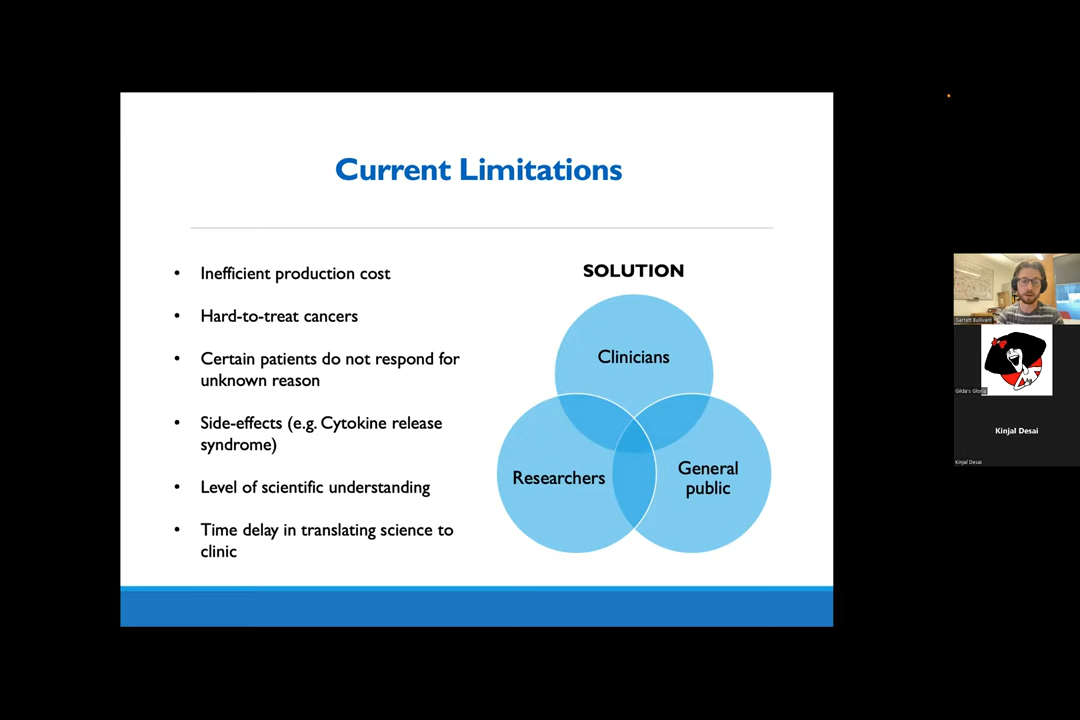 Current Limitations
• Inefficient production cost
• Hard-to-treat cancers
• Certain patients do not respond for
unknown reason
• Side-effects (e.g. Cytokine release
syndrome)
• Level of scientific understanding
• Time delay in translating science to
clinic
SOLUTION
Clinicians
Researchers
General
public
Garrett Bullivant
Gilda's Gloria
Kinjal Desai
Kinjal Desai